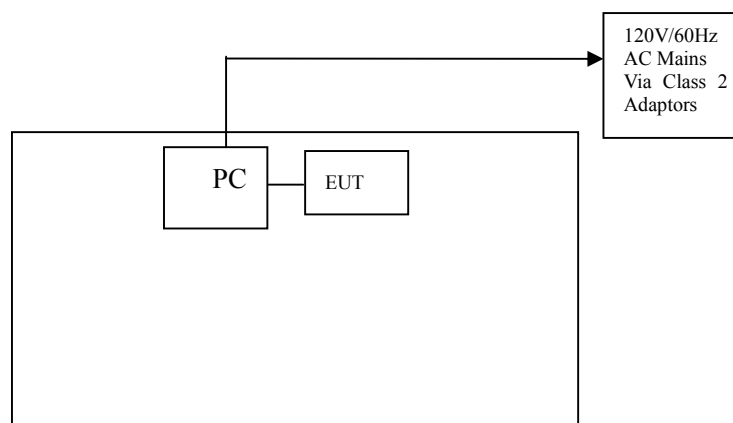 120V/60Hz
AC Mains
Via Class 2
Adaptors
PC
EUT